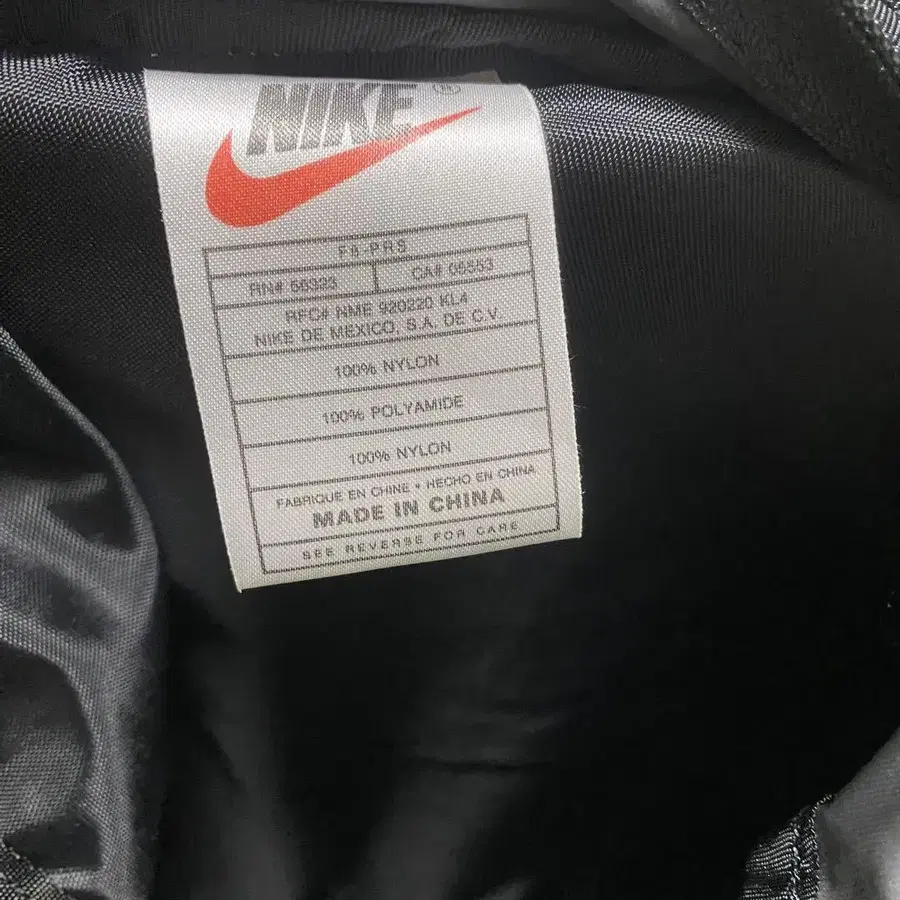 NIKE ®
F8-PRS
RN# 56323 CA# 05553
RFC# NME 920220 KL4
NIKE DE MEXICO, S.A. DE C.V.
100% NYLON
100% POLYAMIDE
100% NYLON
FABRIQUE EN CHINE • HECHO EN CHINA
MADE IN CHINA
SEE REVERSE FOR CARE